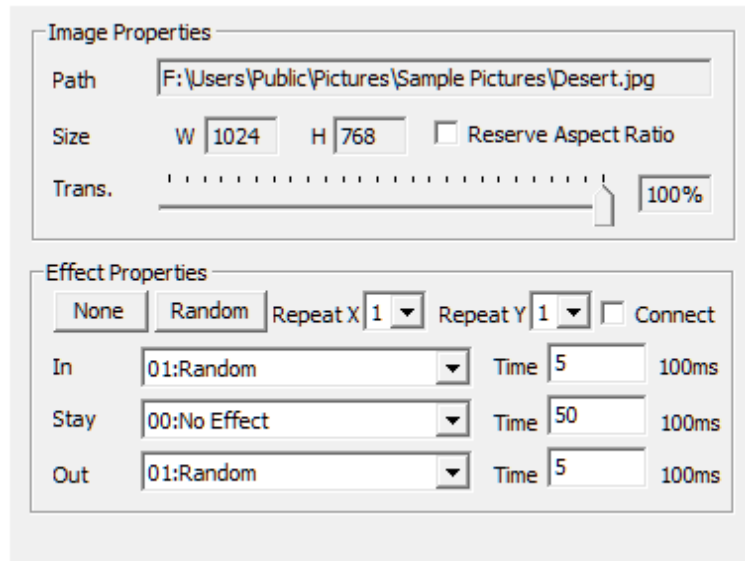 Image Properties
Path F:\Users\Public\Pictures\Sample Pictures\Desert.jpg
Size W 1024 H 768 Reserve Aspect Ratio
Trans. 100%
Effect Properties
None Random Repeat X 1 Repeat Y 1 Connect
In 01:Random Time 5 100ms
Stay 00:No Effect Time 50 100ms
Out 01:Random Time 5 100ms